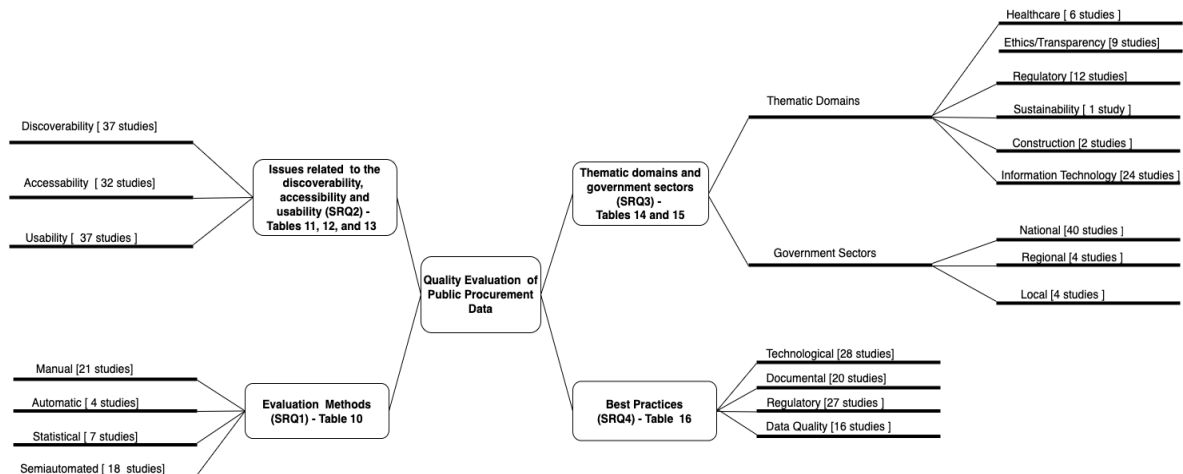 Discoverability [ 37 studies]
Accessability [ 32 studies]
Usability [ 37 studies ]
Issues related to the
discoverability,
accessibility and
usability (SRQ2) -
Tables 11, 12, and 13
Manual [21 studies]
Automatic [ 4 studies]
Statistical [ 7 studies]
Semiautomated [ 18 studies]
Evaluation Methods
(SRQ1) - Table 10
Quality Evaluation of
Public Procurement
Data
Thematic domains and
government sectors
(SRQ3) -
Tables 14 and 15
Thematic Domains
Healthcare [ 6 studies ]
Ethics/Transparency [9 studies]
Regulatory [12 studies]
Sustainability [ 1 study ]
Construction [2 studies ]
Information Technology [24 studies ]
Government Sectors
National [40 studies ]
Regional [4 studies ]
Local [4 studies ]
Best Practices
(SRQ4) - Table 16
Technological [28 studies]
Documental [20 studies]
Regulatory [27 studies ]
Data Quality [16 studies ]